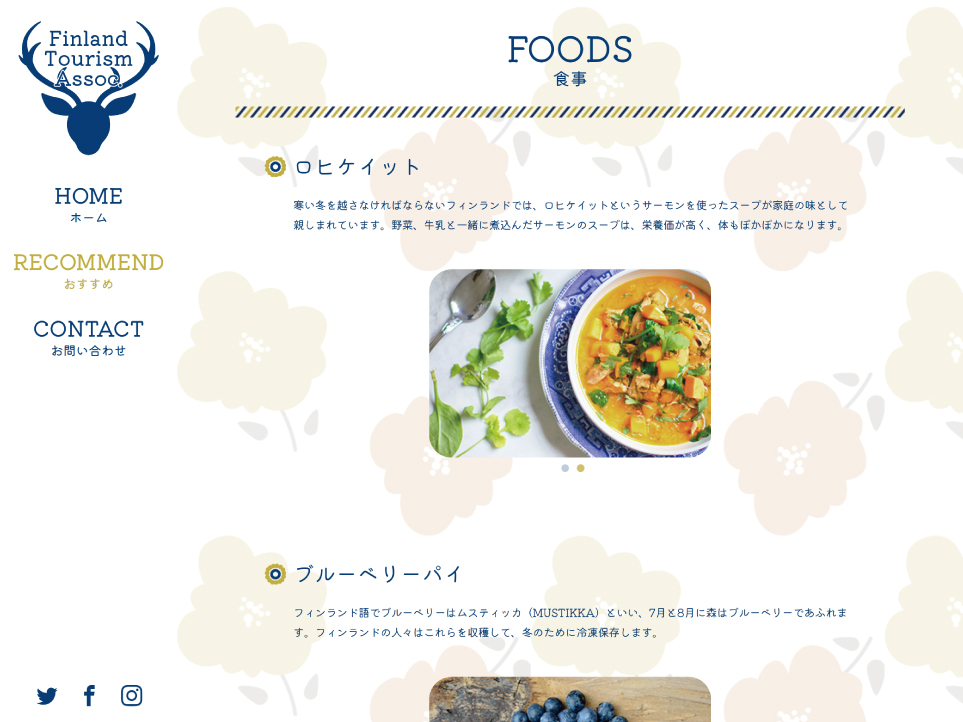 Finland
Tourism
Assoc.
HOME
ホーム
RECOMMEND
おすすめ
CONTACT
お問い合わせ
FOODS
食事
ロヒケイット
寒い冬を越さなければならないフィンランドでは、ロヒケイットというサーモンを使ったスープが家庭の味として
親しまれています。野菜、牛乳と一緒に煮込んだサーモンのスープは、栄養価が高く、体もぽかぽかになります。
ブルーベリーパイ
フィンランド語でブルーベリーはムスティッカ（MUSTIKKA）といい、7月と8月に森はブルーベリーであふれま
す。フィンランドの人々はこれらを収穫して、冬のために冷凍保存します。